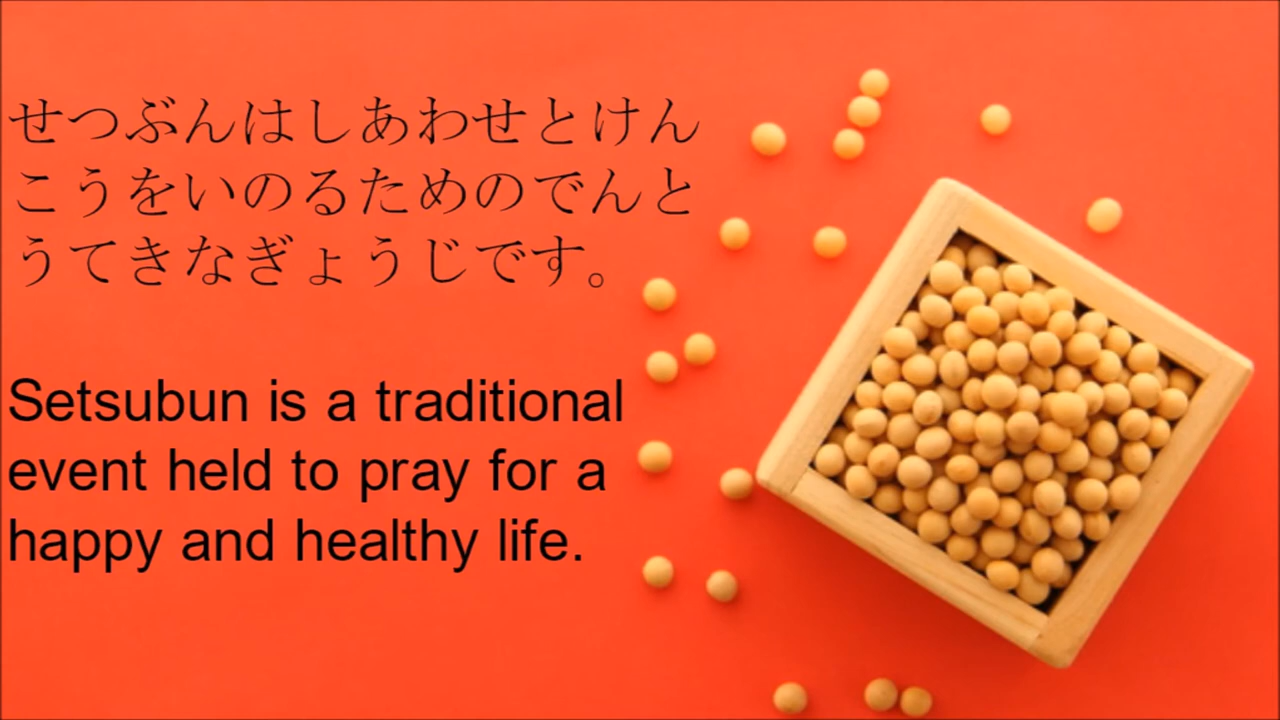 せつぶんはしあわせとけん
こうをいのるためのでんと
うてきなぎょうじです。
Setsubun is a traditional
event held to pray for a
happy and healthy life.